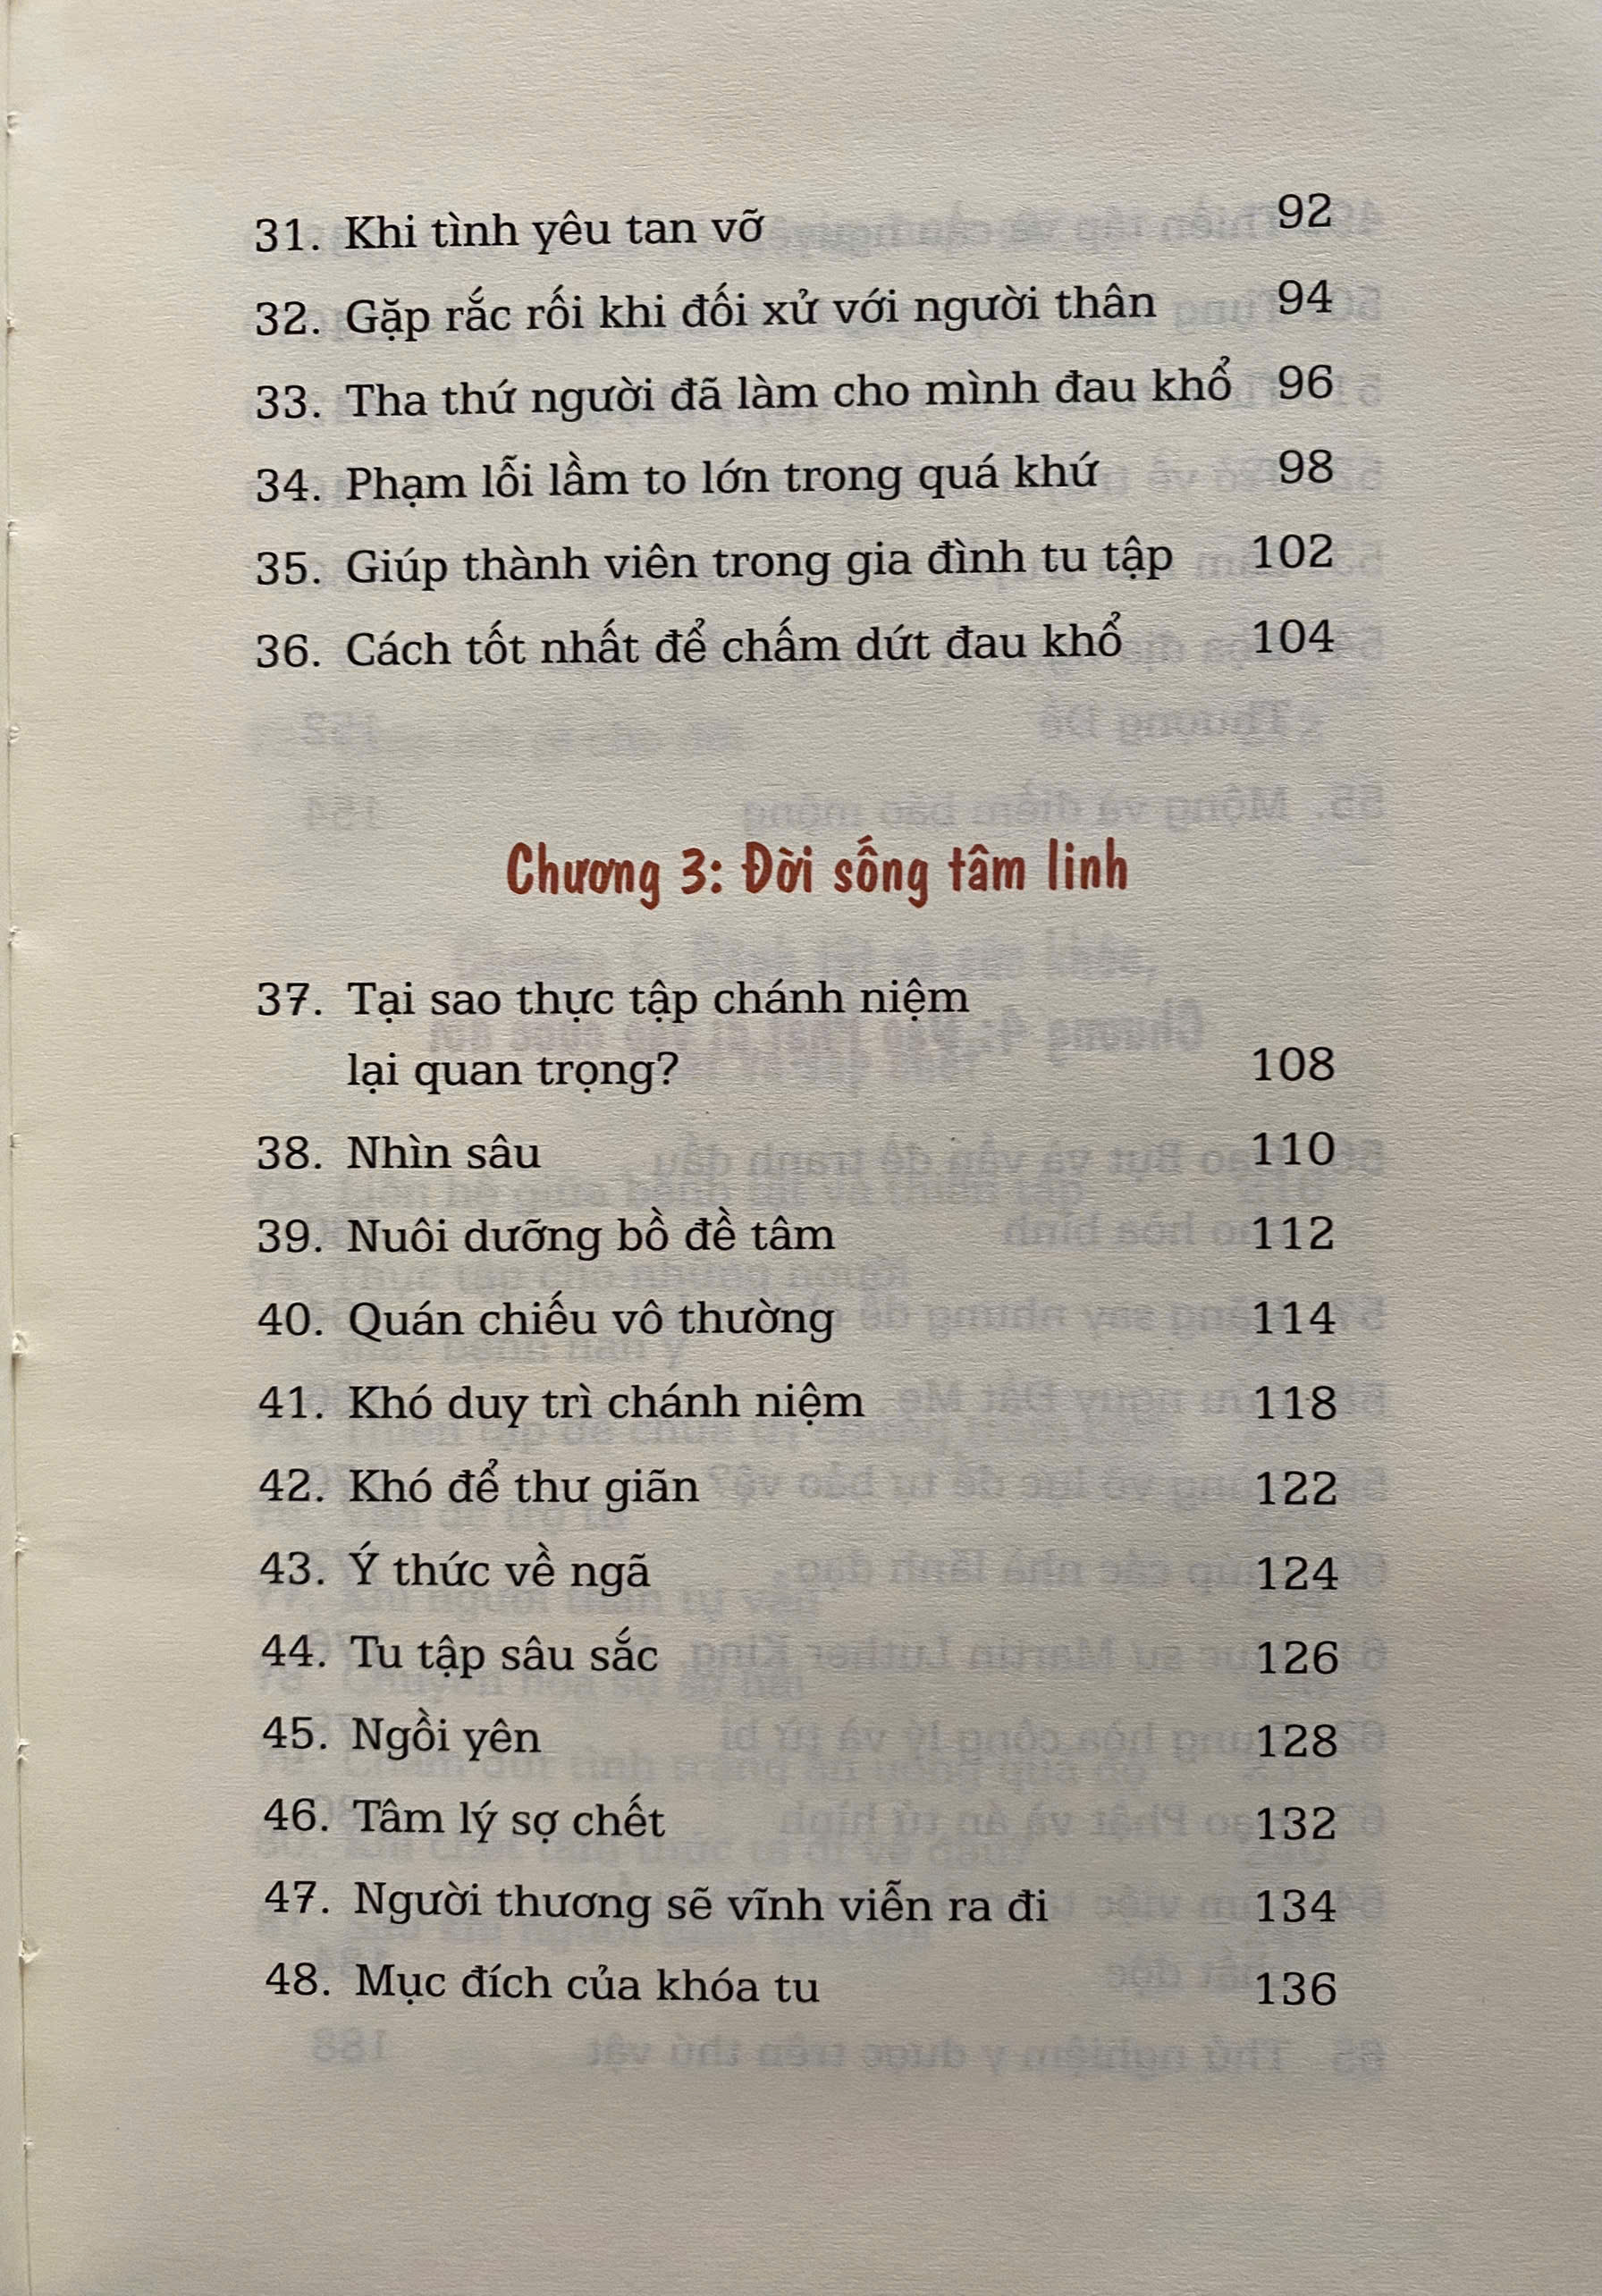 31. Khi tình yêu tan vỡ 92
32. Gặp rắc rối khi đối xử với người thân 94
33. Tha thứ người đã làm cho mình đau khổ 96
34. Phạm lỗi lầm to lớn trong quá khứ 98
35. Giúp thành viên trong gia đình tu tập 102
36. Cách tốt nhất để chấm dứt đau khổ 104
Chương 3: Đời sống tâm linh
37. Tại sao thực tập chánh niệm
lại quan trọng? 108
38. Nhìn sâu 110
39. Nuôi dưỡng bồ đề tâm 112
40. Quán chiếu vô thường 114
41. Khó duy trì chánh niệm 118
42. Khó để thư giãn 122
43. Ý thức về ngã 124
44. Tu tập sâu sắc 126
45. Ngồi yên 128
46. Tâm lý sợ chết 132
47. Người thương sẽ vĩnh viễn ra đi 134
48. Mục đích của khóa tu 136